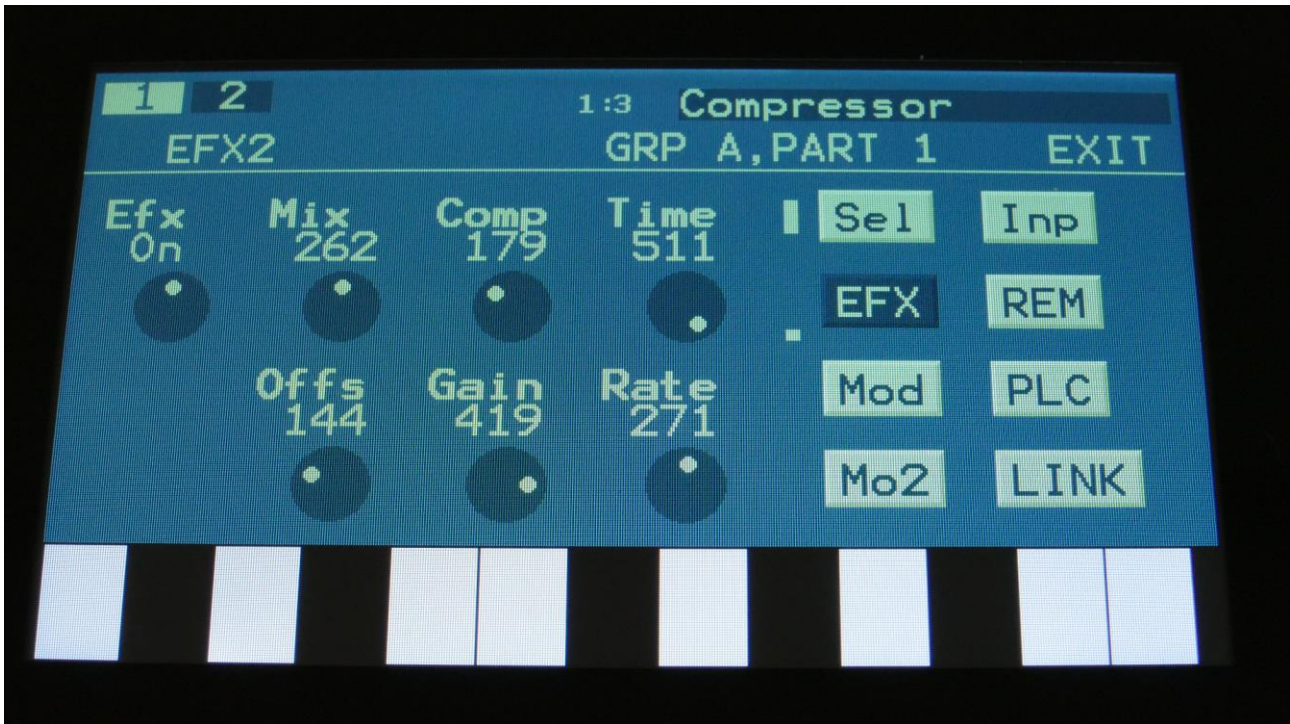 1 2 1:3 Compressor
EFX2 GRP A,PART 1 EXIT
Efx Mix Comp Time Sel Inp
On 262 179 511
EFX REM
Offs Gain Rate Mod PLC
144 419 271
Mo2 LINK